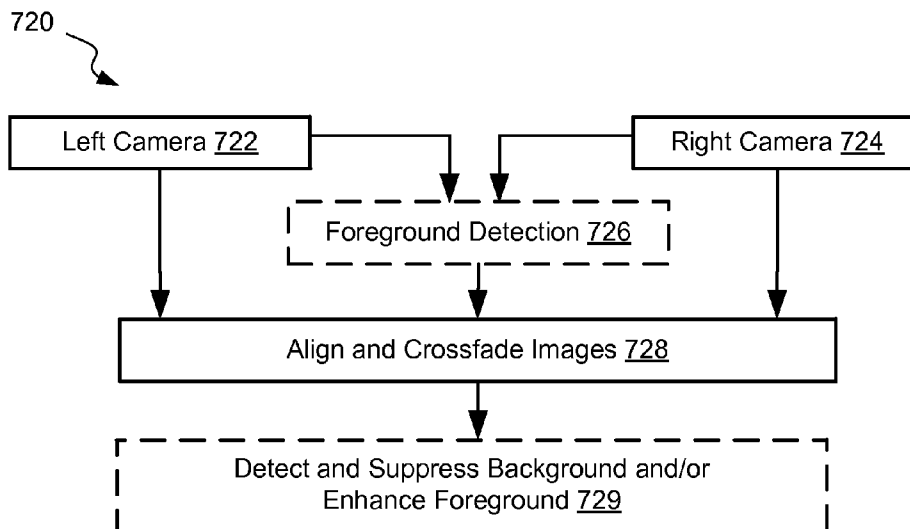 720
Left Camera 722
Right Camera 724
Foreground Detection 726
Align and Crossfade Images 728
Detect and Suppress Background and/or
Enhance Foreground 729